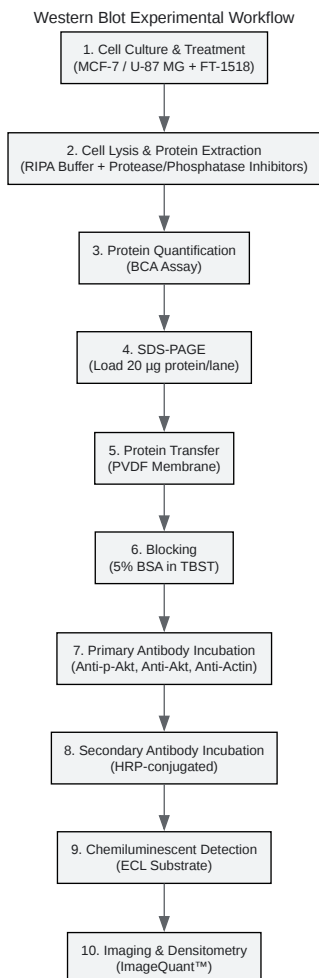 Western Blot Experimental Workflow
1. Cell Culture & Treatment
(MCF-7 / U-87 MG + FT-1518)
2. Cell Lysis & Protein Extraction
(RIPA Buffer + Protease/Phosphatase Inhibitors)
3. Protein Quantification
(BCA Assay)
4. SDS-PAGE
(Load 20 µg protein/lane)
5. Protein Transfer
(PVDF Membrane)
6. Blocking
(5% BSA in TBST)
7. Primary Antibody Incubation
(Anti-p-Akt, Anti-Akt, Anti-Actin)
8. Secondary Antibody Incubation
(HRP-conjugated)
9. Chemiluminescent Detection
(ECL Substrate)
10. Imaging & Densitometry
(ImageQuant™)